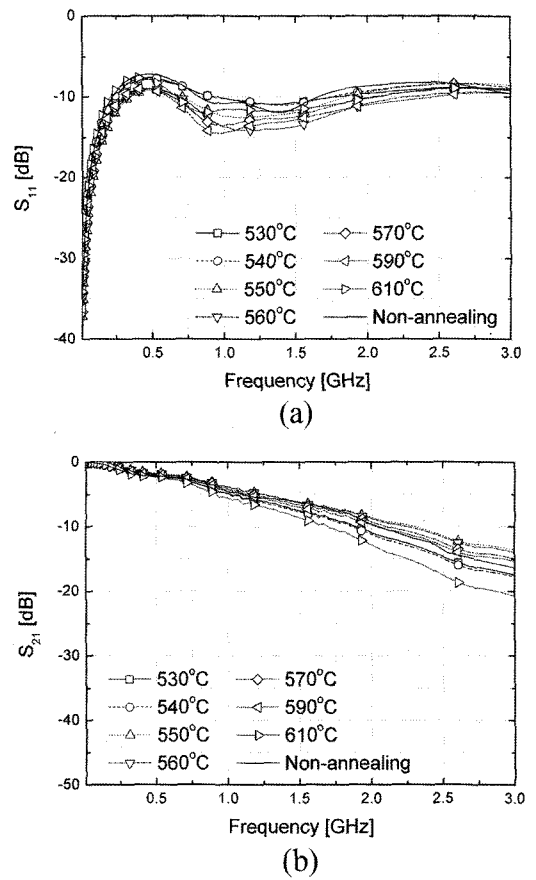 0
-10
-20
-30
-40
S11 [dB]
530°C 570°C
540°C 590°C
550°C 610°C
560°C Non-annealing
0.5 1.0 1.5 2.0 2.5 3.0
Frequency [GHz]
(a)
0
-10
-20
-30
-40
-50
S21 [dB]
530°C 570°C
540°C 590°C
550°C 610°C
560°C Non-annealing
0.5 1.0 1.5 2.0 2.5 3.0
Frequency [GHz]
(b)